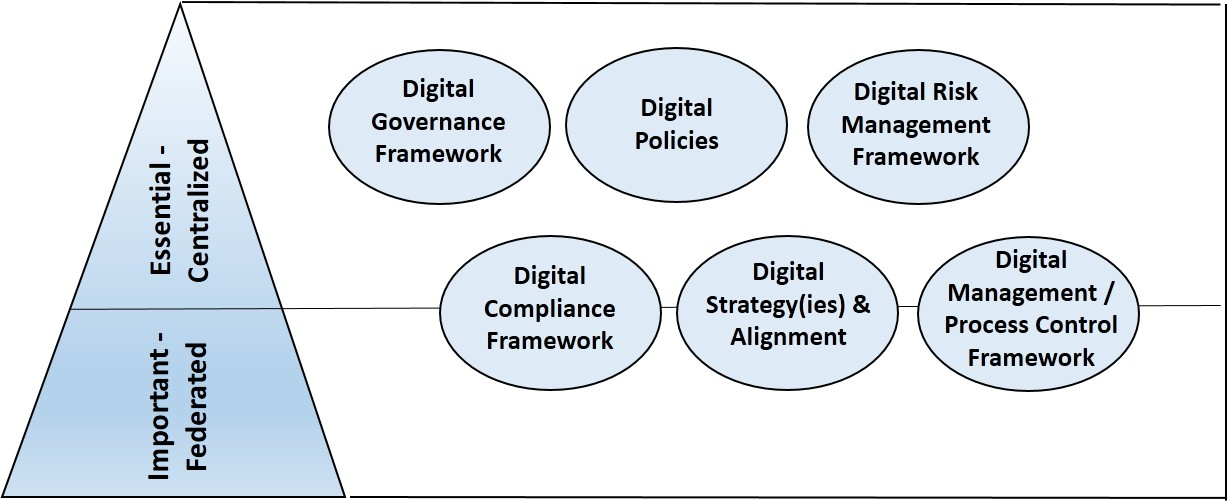 Essential -
Centralized
Digital
Governance
Framework
Digital
Policies
Digital Risk
Management
Framework
Digital
Compliance
Framework
Digital
Strategy(ies) &
Alignment
Digital
Management /
Process Control
Framework
Important -
Federated